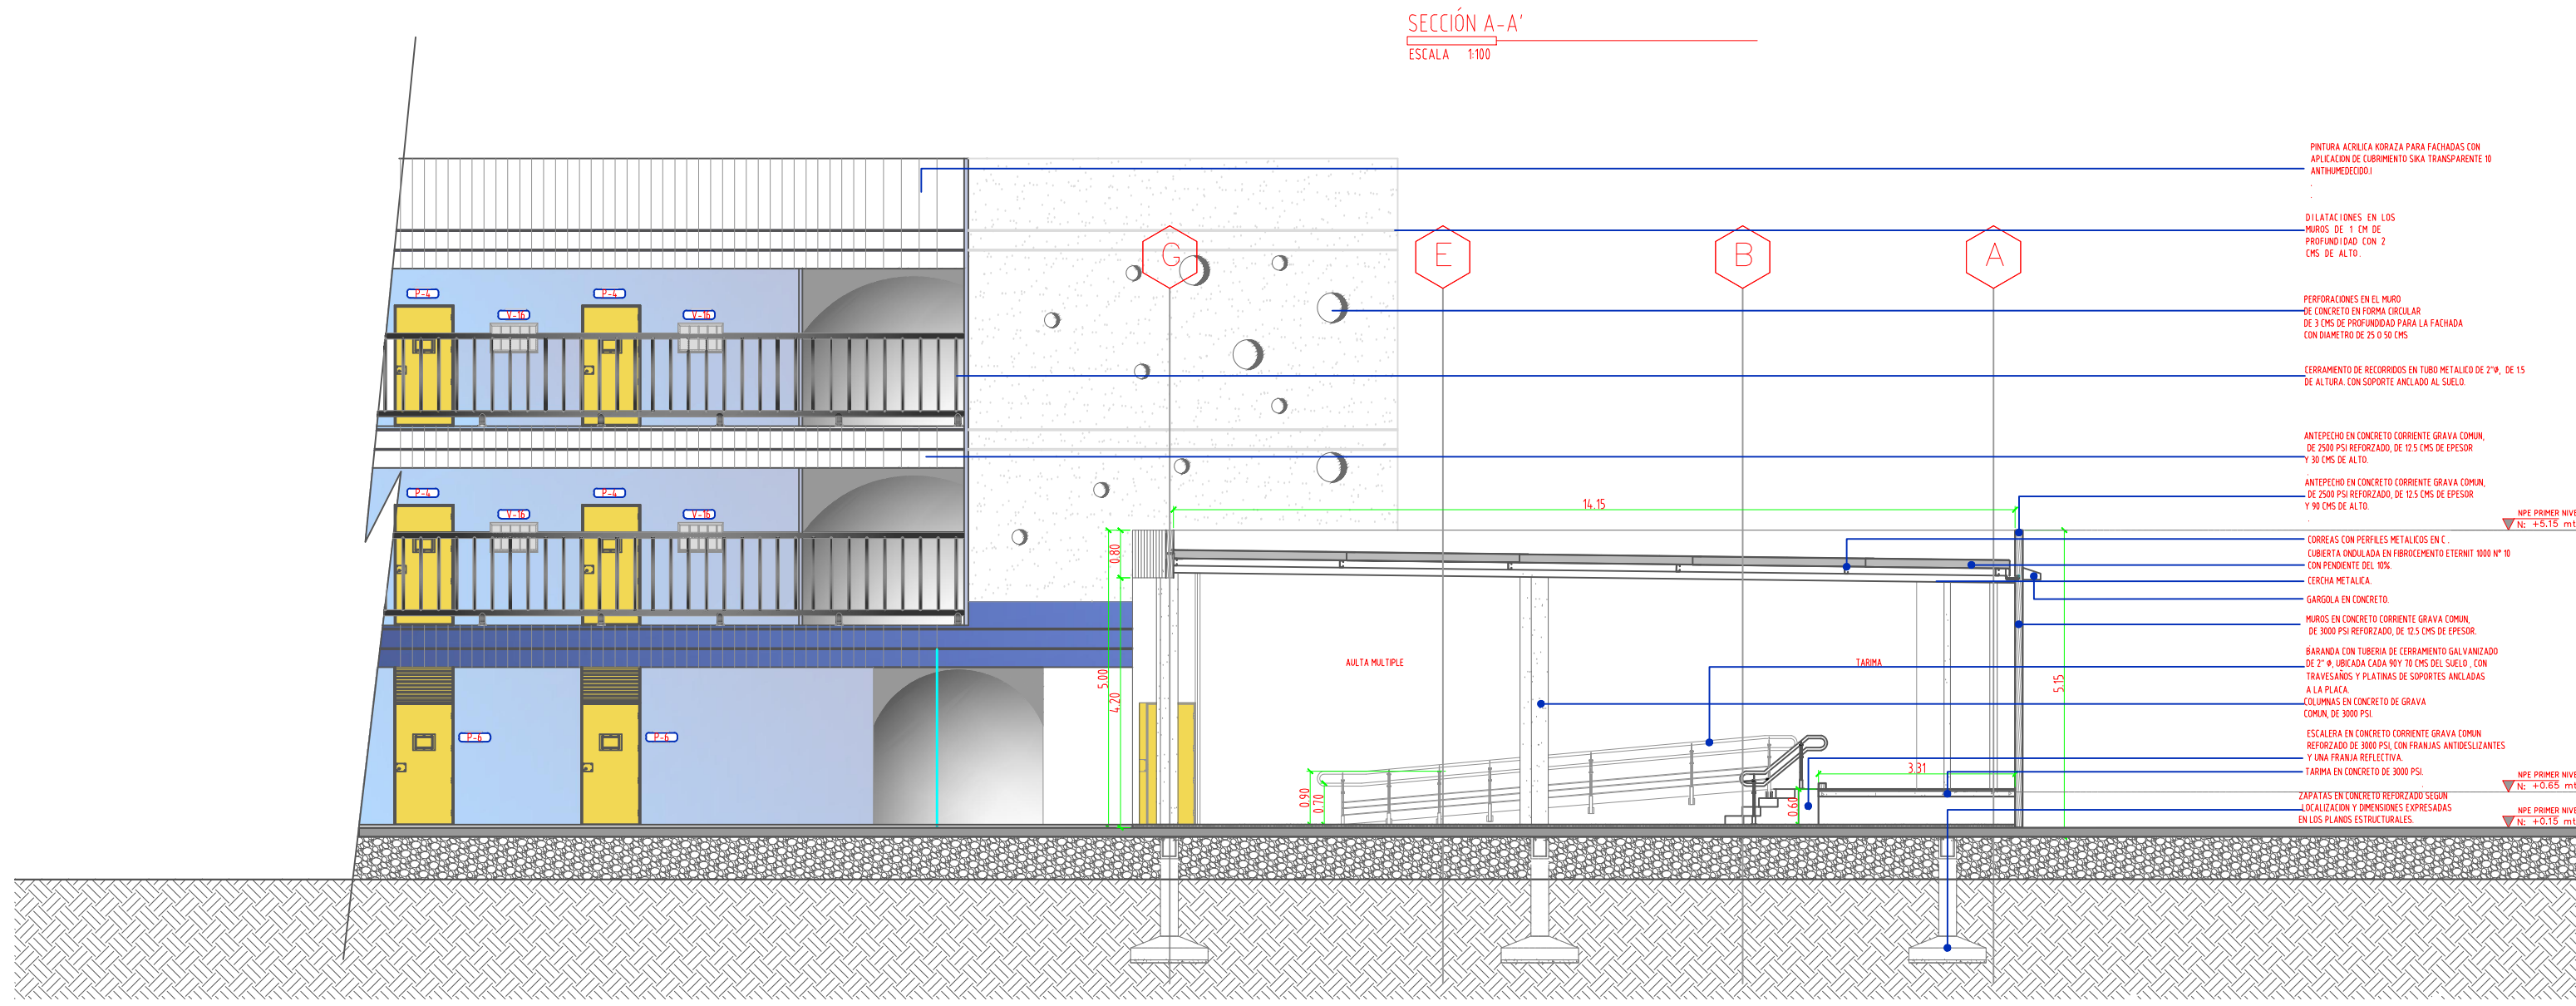 SECCIÓN A-A'
ESCALA 1:100
PINTURA ACRILICA KORAZA PARA FACHADAS CON
APLICACION DE CUBRIMIENTO SIKA TRANSPARENTE 10
ANTIHUMEDECIDO.I
DILATACIONES EN LOS
MUROS DE 1 CM DE
PROFUNDIDAD CON 2
CMS DE ALTO.
G
E
B
A
PERFORACIONES EN EL MURO
DE CONCRETO EN FORMA CIRCULAR
DE 3 CMS DE PROFUNDIDAD PARA LA FACHADA
CON DIAMETRO DE 25 O 50 CMS
P-4
V-16
P-4
V-16
CERRAMIENTO DE RECORRIDOS EN TUBO METALICO DE 2"Ø, DE 1.5
DE ALTURA. CON SOPORTE ANCLADO AL SUELO.
ANTEPECHO EN CONCRETO CORRIENTE GRAVA COMUN,
DE 2500 PSI REFORZADO, DE 12.5 CMS DE EPESOR
Y 30 CMS DE ALTO.
ANTEPECHO EN CONCRETO CORRIENTE GRAVA COMUN,
DE 2500 PSI REFORZADO, DE 12.5 CMS DE EPESOR
Y 90 CMS DE ALTO.
P-4
V-16
P-4
V-16
14.15
NPE PRIMER NIVE
N: +5.15 mt
0.80
CORREAS CON PERFILES METALICOS EN C .
CUBIERTA ONDULADA EN FIBROCEMENTO ETERNIT 1000 N° 10
CON PENDIENTE DEL 10%.
CERCHA METALICA.
GARGOLA EN CONCRETO.
MUROS EN CONCRETO CORRIENTE GRAVA COMUN,
DE 3000 PSI REFORZADO, DE 12.5 CMS DE EPESOR.
AULTA MULTIPLE
TARIMA
BARANDA CON TUBERIA DE CERRAMIENTO GALVANIZADO
DE 2" Ø, UBICADA CADA 90Y 70 CMS DEL SUELO , CON
TRAVESAÑOS Y PLATINAS DE SOPORTES ANCLADAS
A LA PLACA.
5.00
4.20
5.15
COLUMNAS EN CONCRETO DE GRAVA
COMUN, DE 3000 PSI.
P-6
P-6
ESCALERA EN CONCRETO CORRIENTE GRAVA COMUN
REFORZADO DE 3000 PSI, CON FRANJAS ANTIDESLIZANTES
Y UNA FRANJA REFLECTIVA.
3.31
TARIMA EN CONCRETO DE 3000 PSI.
NPE PRIMER NIVE
N: +0.65 mt
0.90
0.70
0.60
ZAPATAS EN CONCRETO REFORZADO SEGUN
LOCALIZACION Y DIMENSIONES EXPRESADAS
EN LOS PLANOS ESTRUCTURALES.
NPE PRIMER NIVE
N: +0.15 mt